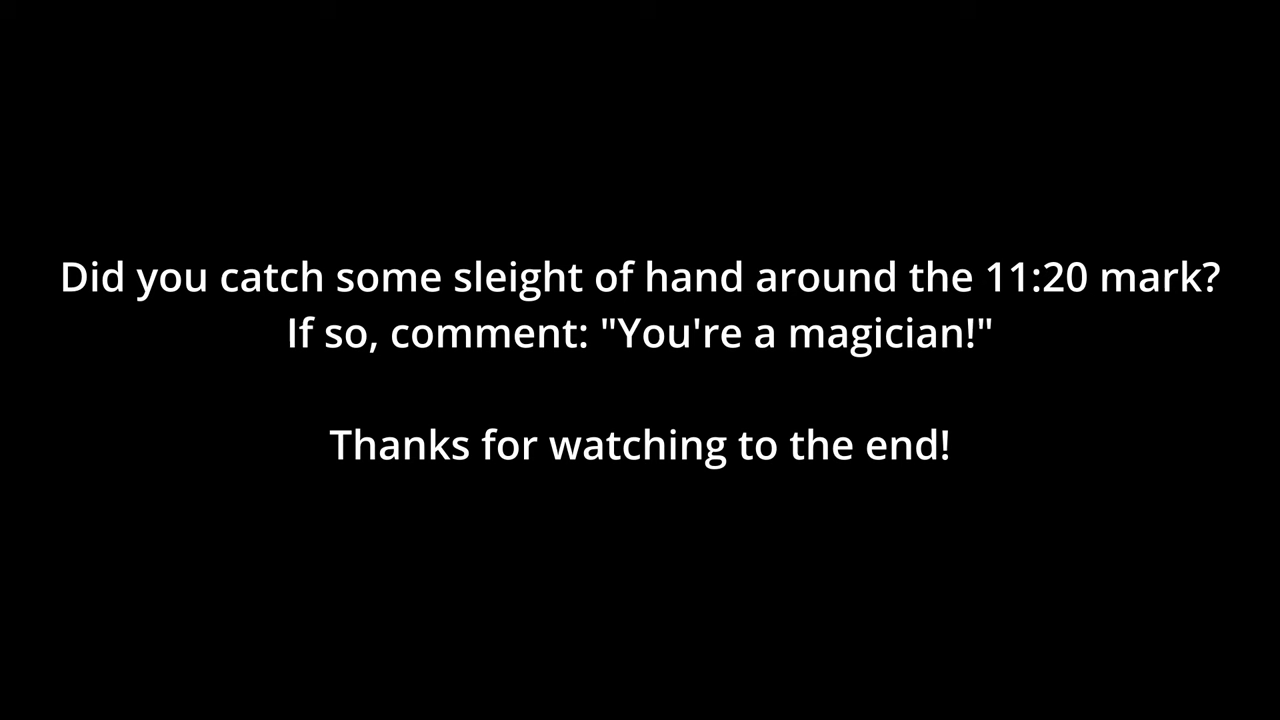 Did you catch some sleight of hand around the 11:20 mark?
If so, comment: "You're a magician!"
Thanks for watching to the end!